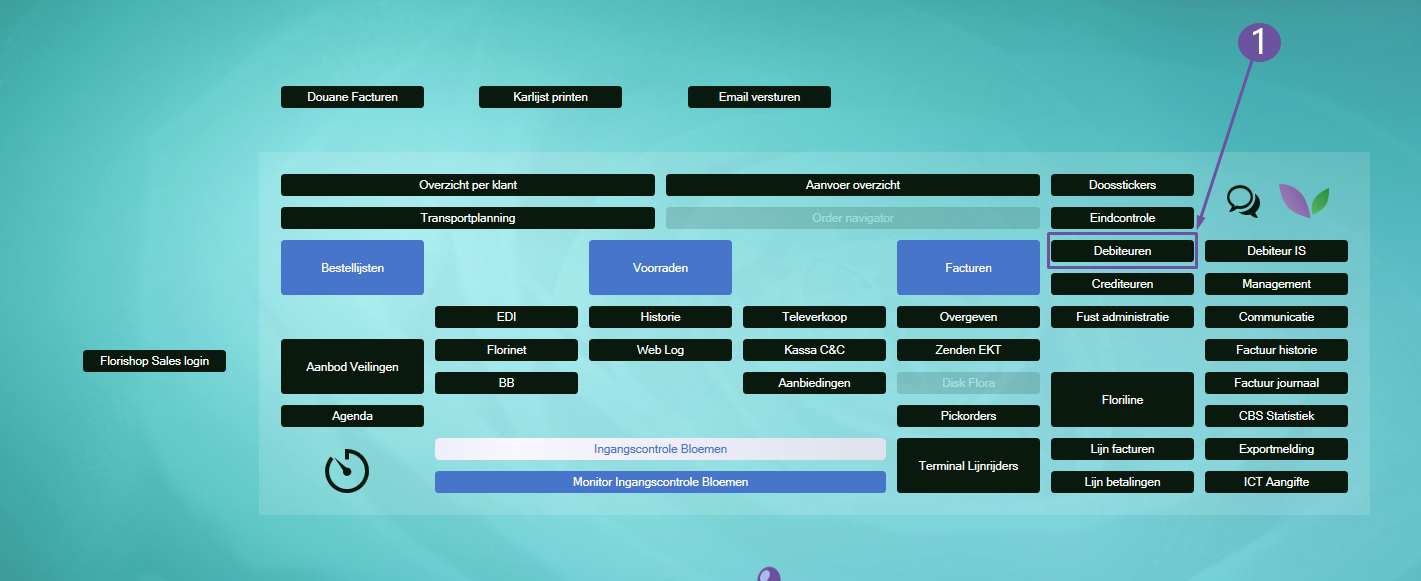 1
Douane Facturen
Karlijst printen
Email versturen
Overzicht per klant
Aanvoer overzicht
Doosstickers
Transportplanning
Order navigator
Eindcontrole
Bestellijsten
Voorraden
Facturen
Debiteuren
Debiteur IS
Crediteuren
Management
EDI
Historie
Televerkoop
Overgeven
Fust administratie
Communicatie
Florishop Sales login
Aanbod Veilingen
Florinet
Web Log
Kassa C&C
Zenden EKT
Factuur historie
BB
Aanbiedingen
Disk Flora
Floriline
Factuur journaal
Agenda
Pickorders
CBS Statistiek
Ingangscontrole Bloemen
Terminal Lijnrijders
Lijn facturen
Exportmelding
Monitor Ingangscontrole Bloemen
Lijn betalingen
ICT Aangifte